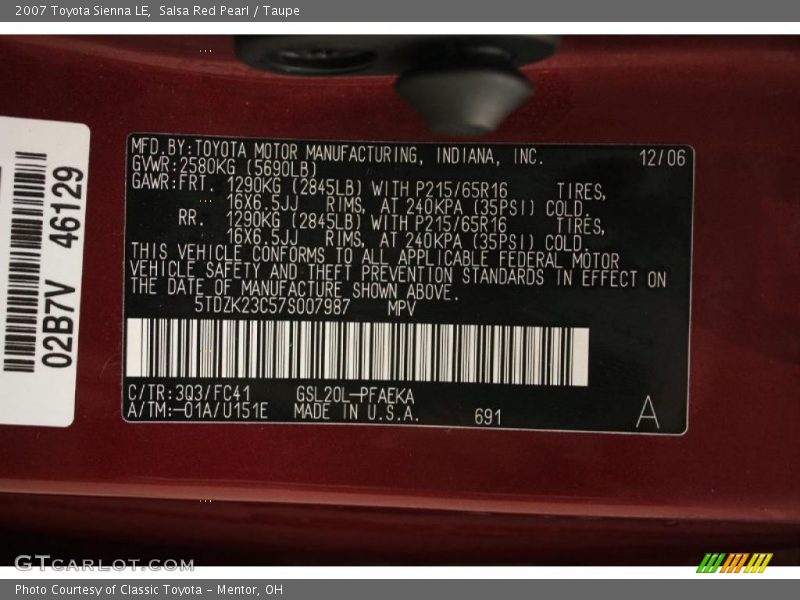 2007 Toyota Sienna LE, Salsa Red Pearl / Taupe
02B7V 46129
MFD.BY:TOYOTA MOTOR MANUFACTURING, INDIANA, INC. 12/06
GVWR:2580KG (5690LB)
GAWR:FRT. 1290KG (2845LB) WITH P215/65R16 TIRES,
16X6.5JJ RIMS, AT 240KPA (35PSI) COLD.
RR. 1290KG (2845LB) WITH P215/65R16 TIRES,
16X6.5JJ RIMS, AT 240KPA (35PSI) COLD.
THIS VEHICLE CONFORMS TO ALL APPLICABLE FEDERAL MOTOR
VEHICLE SAFETY AND THEFT PREVENTION STANDARDS IN EFFECT ON
THE DATE OF MANUFACTURE SHOWN ABOVE.
5TDZK23C57S007987 MPV
C/TR:3Q3/FC41 GSL20L-PFAEKA
A/TM:-01A/U151E MADE IN U.S.A. 691 A
GTCARLOT.COM
Photo Courtesy of Classic Toyota - Mentor, OH